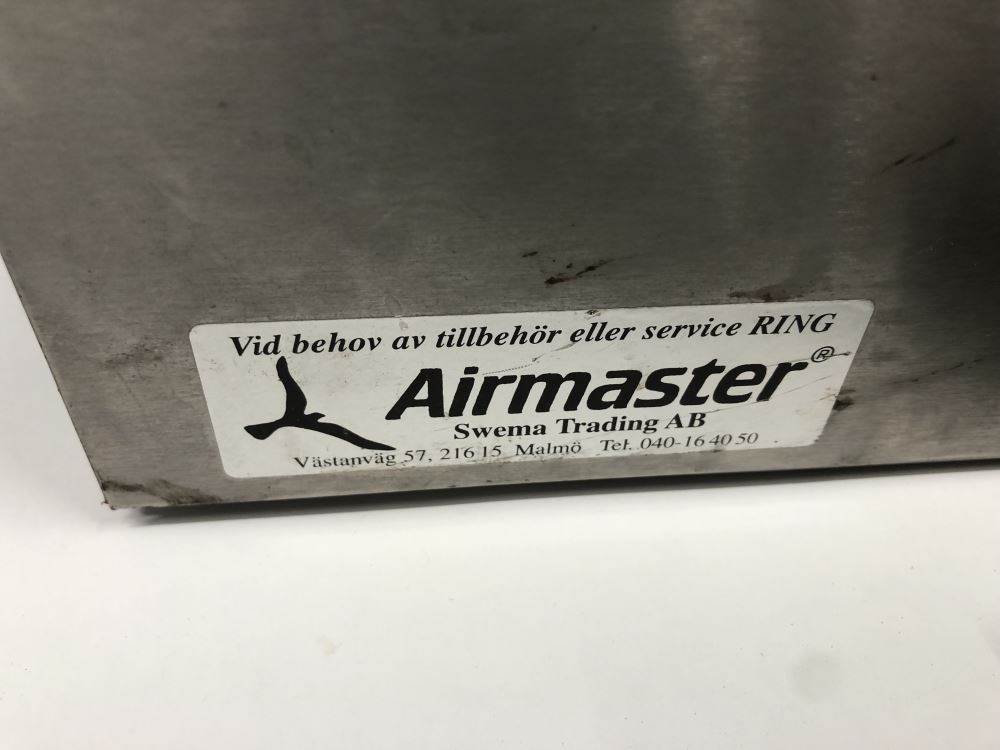 Vid behov av tillbehör eller service RING
Airmaster®
Swema Trading AB
Västanväg 57, 216 15 Malmö Tel. 040-16 40 50